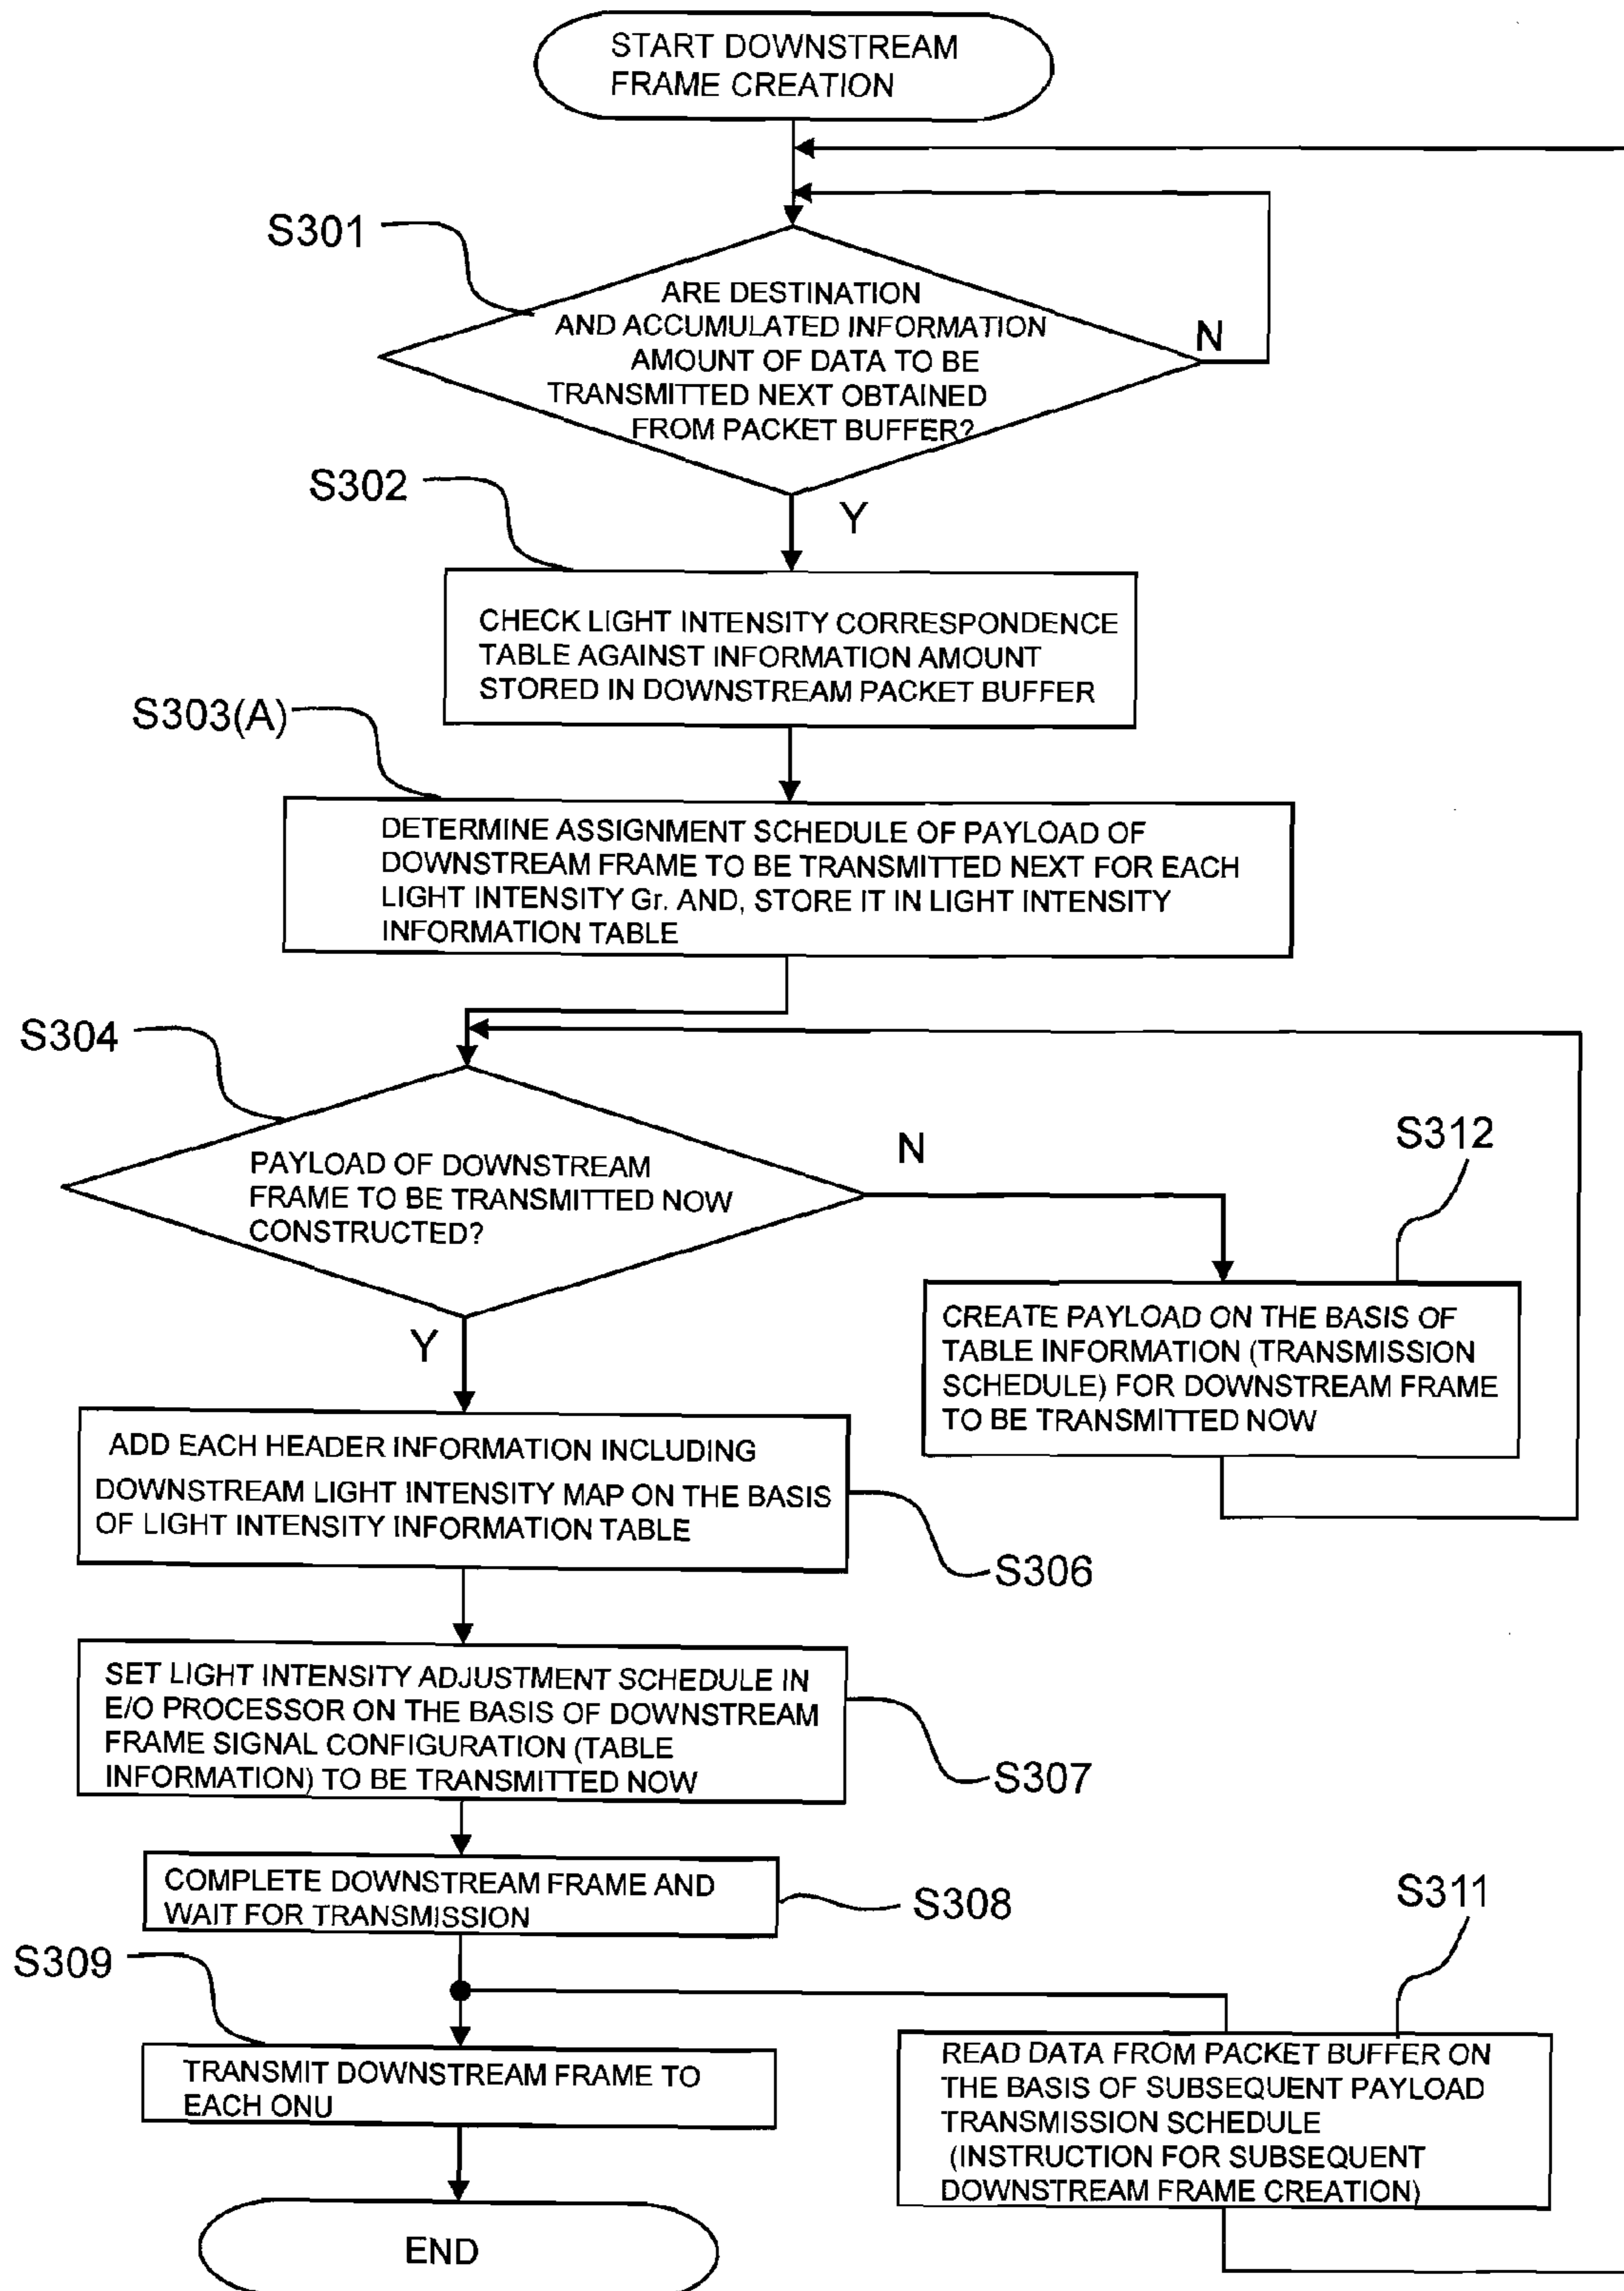 START DOWNSTREAM
FRAME CREATION
S301
ARE DESTINATION
AND ACCUMULATED INFORMATION
AMOUNT OF DATA TO BE
TRANSMITTED NEXT OBTAINED
FROM PACKET BUFFER?
N
Y
S302
CHECK LIGHT INTENSITY CORRESPONDENCE
TABLE AGAINST INFORMATION AMOUNT
STORED IN DOWNSTREAM PACKET BUFFER
S303(A)
DETERMINE ASSIGNMENT SCHEDULE OF PAYLOAD OF
DOWNSTREAM FRAME TO BE TRANSMITTED NEXT FOR EACH
LIGHT INTENSITY Gr. AND, STORE IT IN LIGHT INTENSITY
INFORMATION TABLE
S304
PAYLOAD OF DOWNSTREAM
FRAME TO BE TRANSMITTED NOW
CONSTRUCTED?
N
Y
S312
CREATE PAYLOAD ON THE BASIS OF
TABLE INFORMATION (TRANSMISSION
SCHEDULE) FOR DOWNSTREAM FRAME
TO BE TRANSMITTED NOW
ADD EACH HEADER INFORMATION INCLUDING
DOWNSTREAM LIGHT INTENSITY MAP ON THE BASIS
OF LIGHT INTENSITY INFORMATION TABLE
S306
SET LIGHT INTENSITY ADJUSTMENT SCHEDULE IN
E/O PROCESSOR ON THE BASIS OF DOWNSTREAM
FRAME SIGNAL CONFIGURATION (TABLE
INFORMATION) TO BE TRANSMITTED NOW
S307
COMPLETE DOWNSTREAM FRAME AND
WAIT FOR TRANSMISSION
S308
S309
TRANSMIT DOWNSTREAM FRAME TO
EACH ONU
S311
READ DATA FROM PACKET BUFFER ON
THE BASIS OF SUBSEQUENT PAYLOAD
TRANSMISSION SCHEDULE
(INSTRUCTION FOR SUBSEQUENT
DOWNSTREAM FRAME CREATION)
END